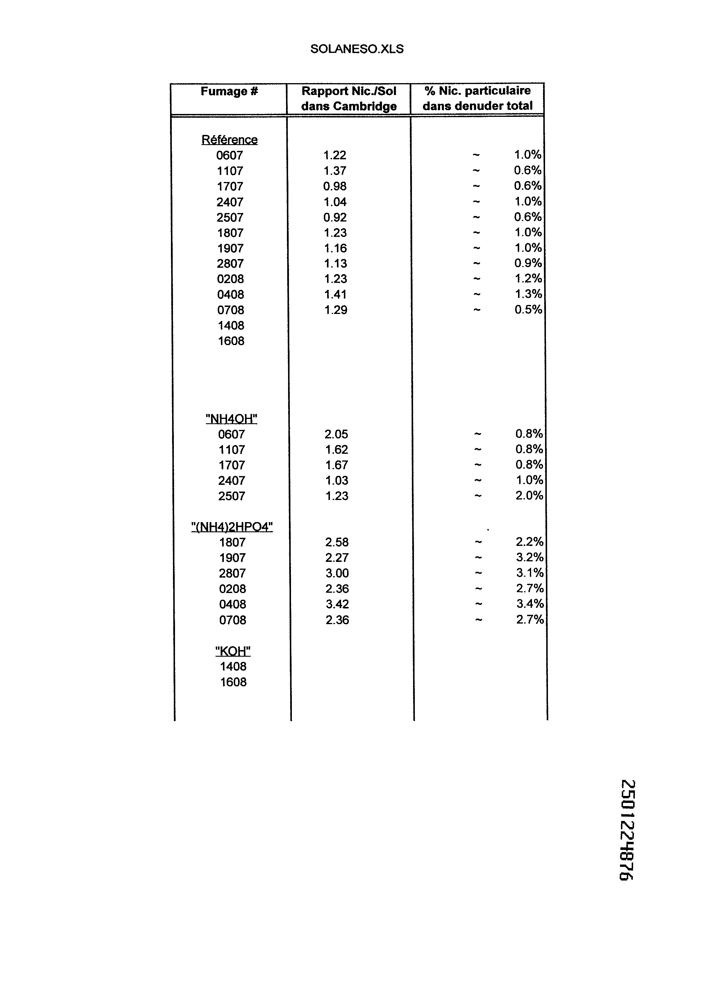 SOLANESO.XLS
Fumage # Rapport Nic./Sol % Nic. particulaire
dans Cambridge dans denuder total
Référence
0607 1.22 ~ 1.0%
1107 1.37 ~ 0.6%
1707 0.98 ~ 0.6%
2407 1.04 ~ 1.0%
2507 0.92 ~ 0.6%
1807 1.23 ~ 1.0%
1907 1.16 ~ 1.0%
2807 1.13 ~ 0.9%
0208 1.23 ~ 1.2%
0408 1.41 ~ 1.3%
0708 1.29 ~ 0.5%
1408
1608
"NH4OH"
0607 2.05 ~ 0.8%
1107 1.62 ~ 0.8%
1707 1.67 ~ 0.8%
2407 1.03 ~ 1.0%
2507 1.23 ~ 2.0%
"(NH4)2HPO4"
1807 2.58 ~ 2.2%
1907 2.27 ~ 3.2%
2807 3.00 ~ 3.1%
0208 2.36 ~ 2.7%
0408 3.42 ~ 3.4%
0708 2.36 ~ 2.7%
"KOH"
1408
1608
2501224876